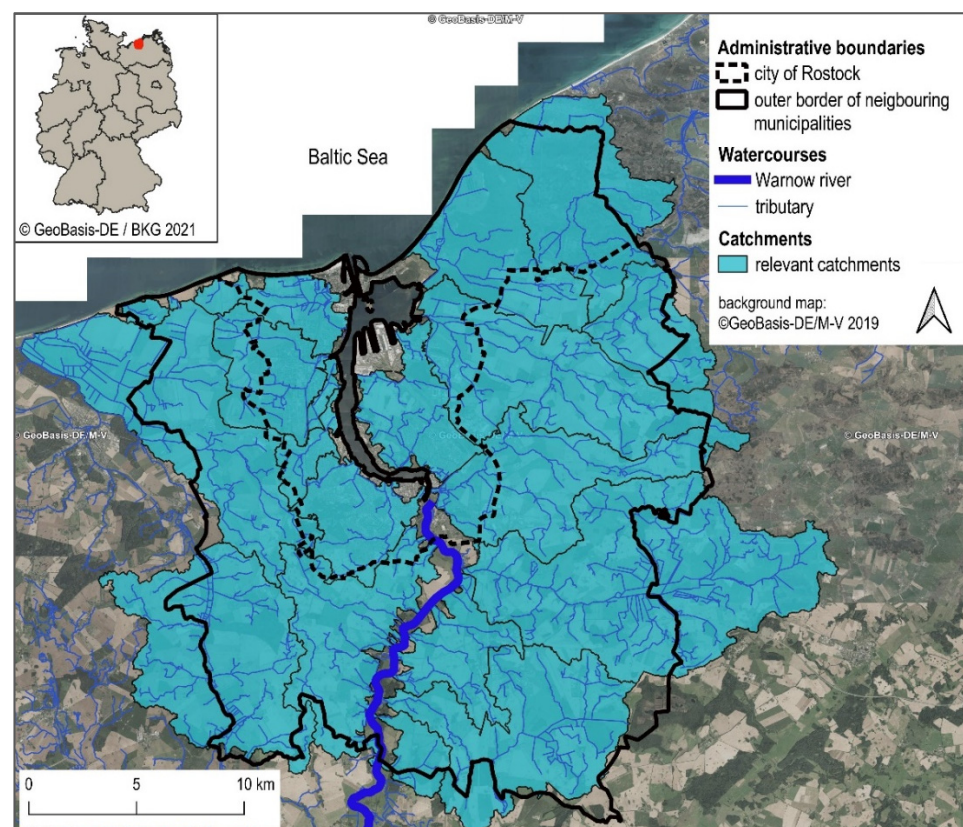 © GeoBasis-DE/M-V
© GeoBasis-DE / BKG 2021
Baltic Sea
Administrative boundaries
city of Rostock
outer border of neigbouring
municipalities
Watercourses
Warnow river
tributary
Catchments
relevant catchments
background map:
©GeoBasis-DE/M-V 2019
© GeoBasis-DE/M-V
© GeoBasis-DE/M-V
0 5 10 km
© GeoBasis-DE/M-V